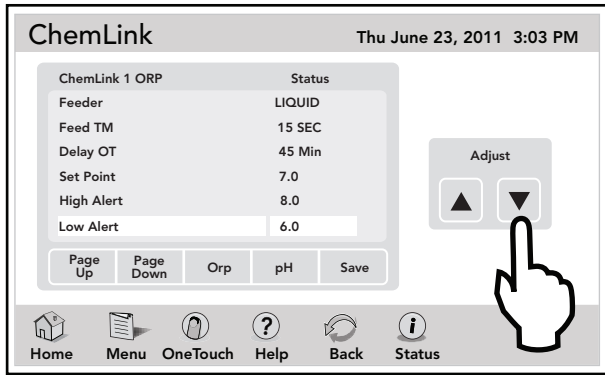 ChemLink Thu June 23, 2011 3:03 PM
ChemLink 1 ORP Status
Feeder LIQUID
Feed TM 15 SEC
Delay OT 45 Min
Set Point 7.0
High Alert 8.0
Low Alert 6.0
Page Up Page Down Orp pH Save
Adjust
Home Menu OneTouch Help Back Status